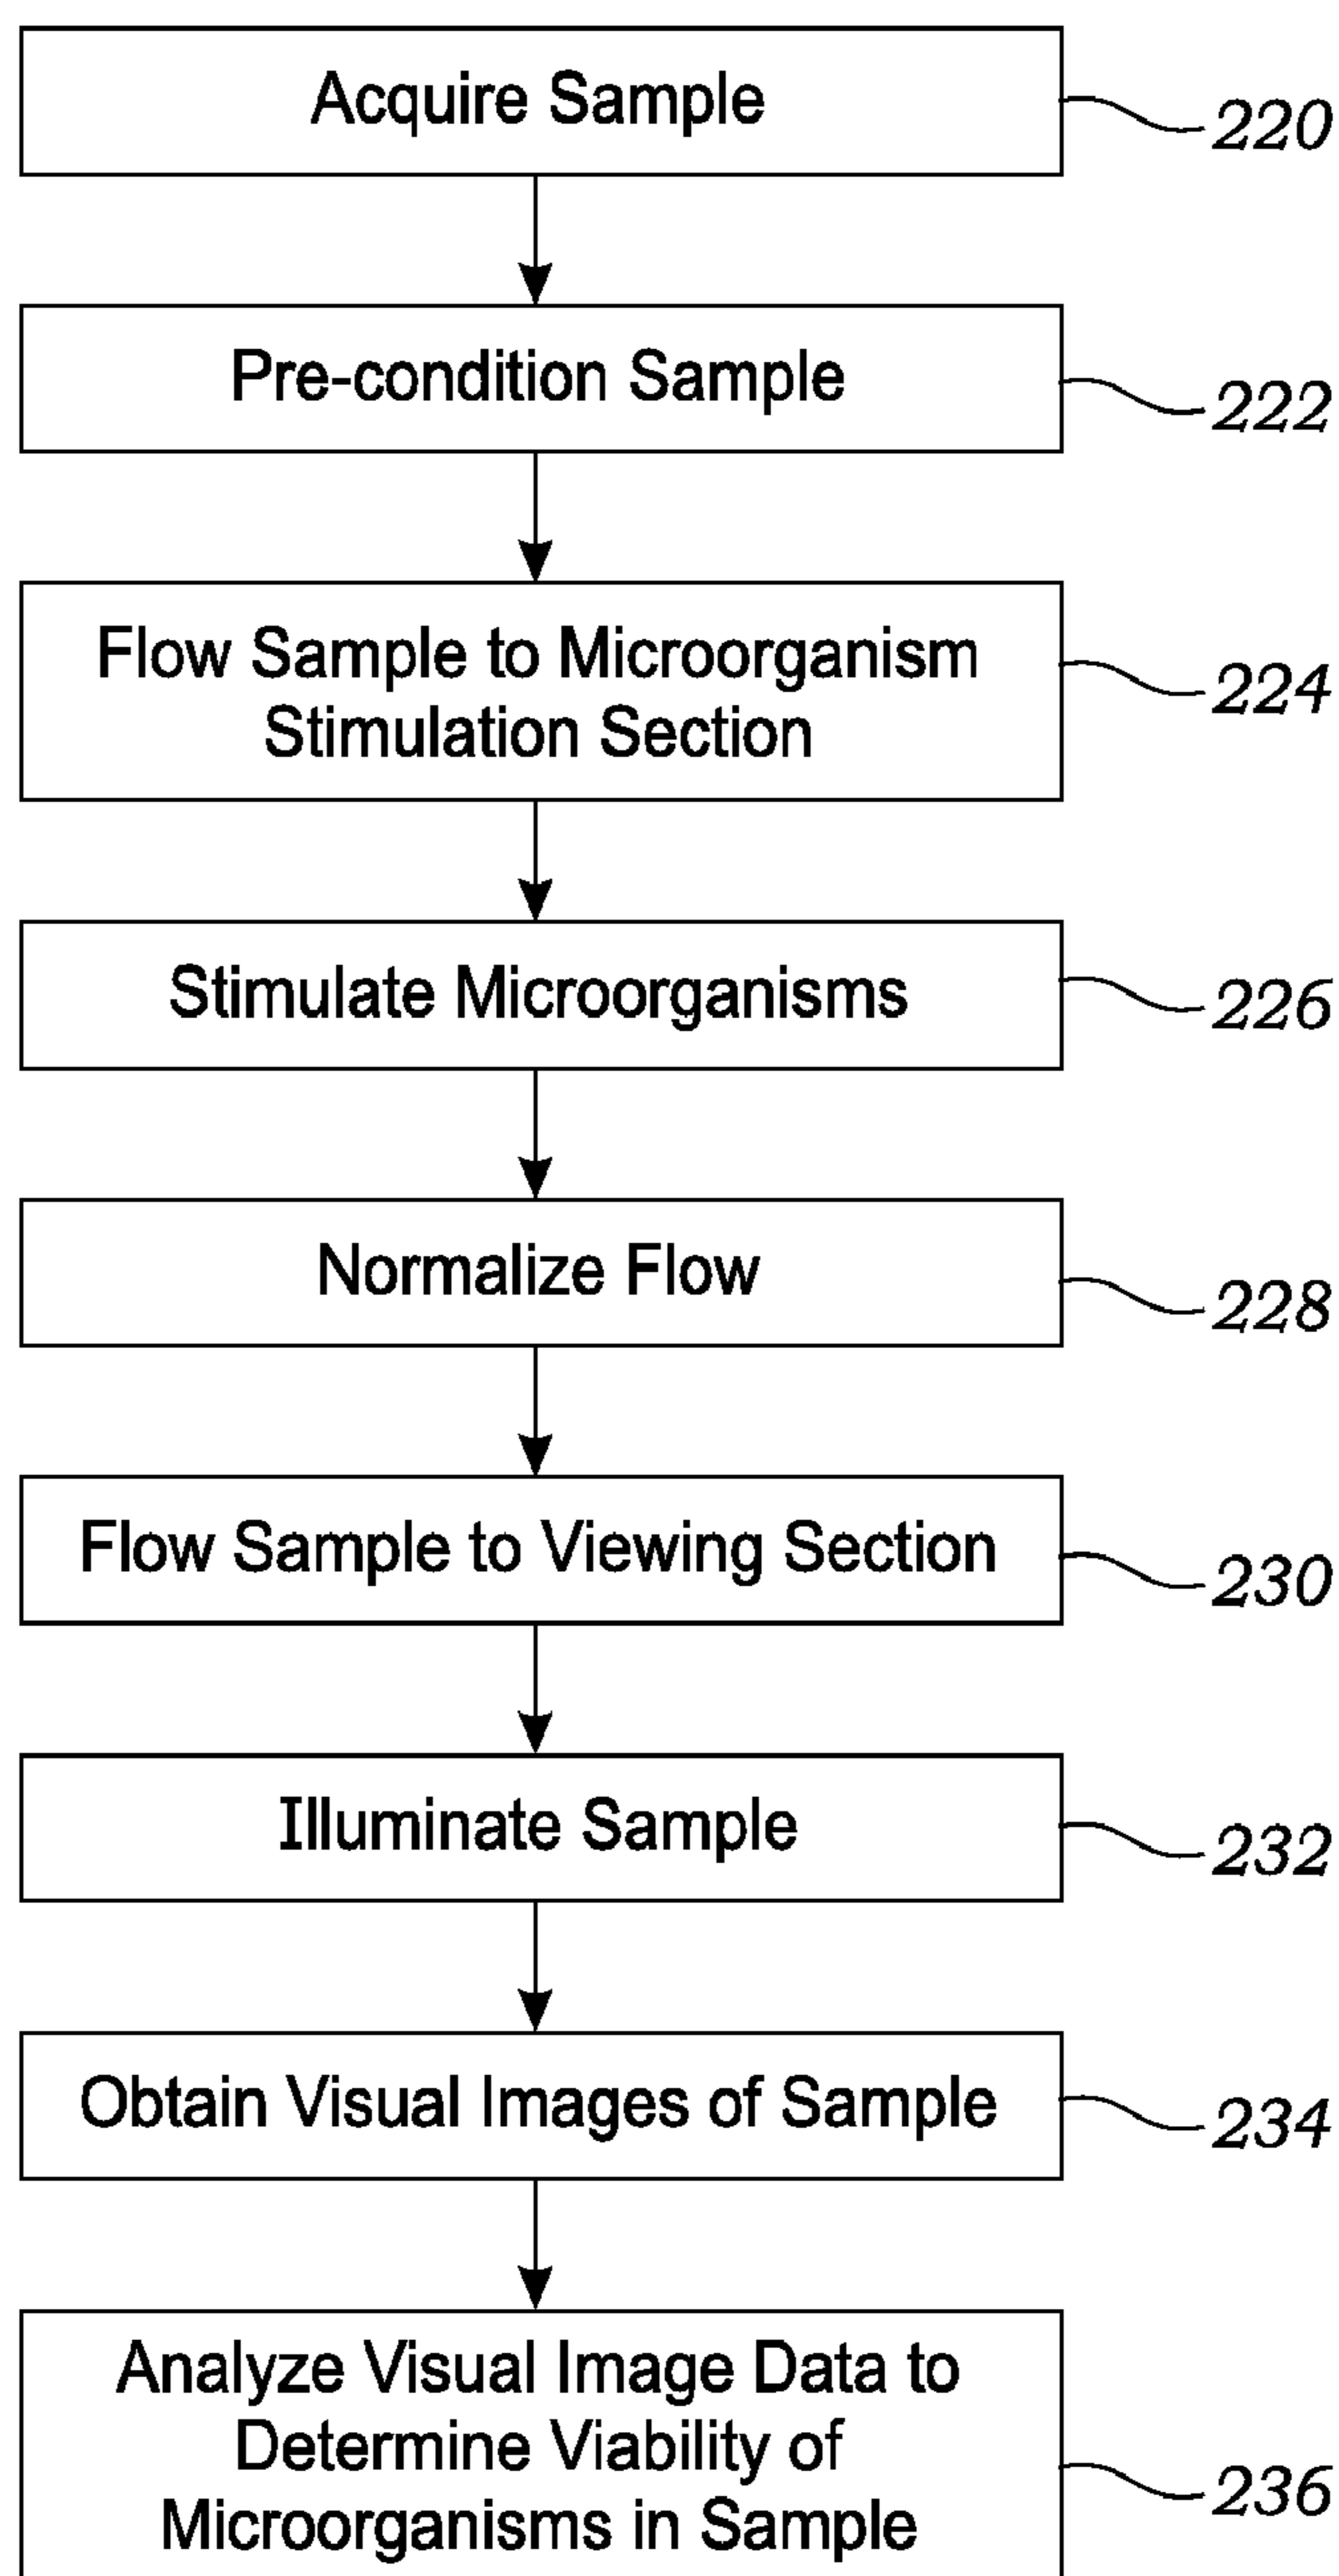 Acquire Sample
220
Pre-condition Sample
222
Flow Sample to Microorganism
Stimulation Section
224
Stimulate Microorganisms
226
Normalize Flow
228
Flow Sample to Viewing Section
230
Illuminate Sample
232
Obtain Visual Images of Sample
234
Analyze Visual Image Data to
Determine Viability of
Microorganisms in Sample
236